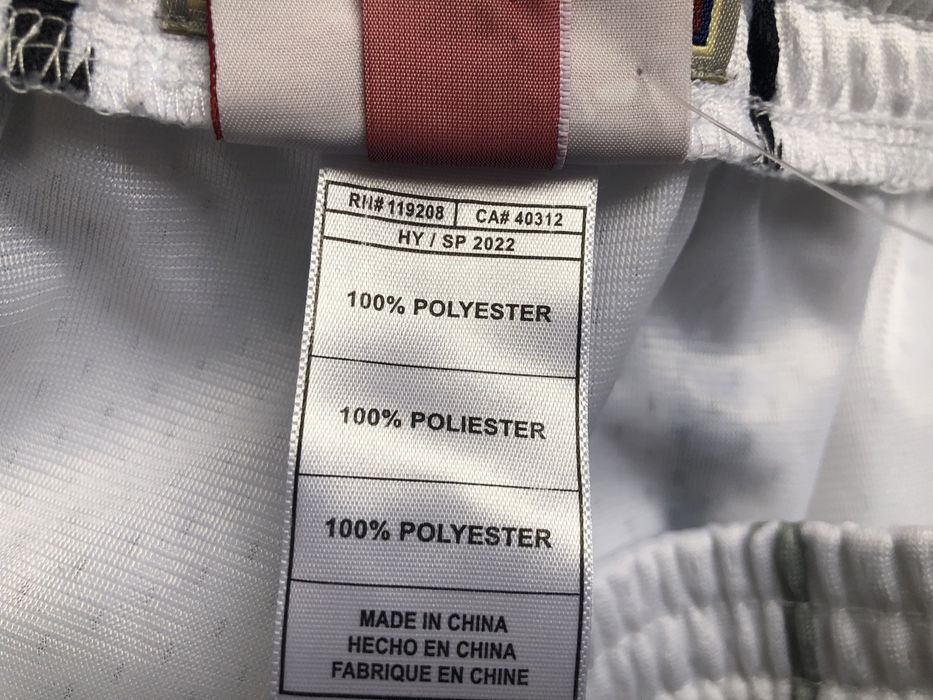 RN# 119208 CA# 40312
HY / SP 2022
100% POLYESTER
100% POLIESTER
100% POLYESTER
MADE IN CHINA
HECHO EN CHINA
FABRIQUE EN CHINE